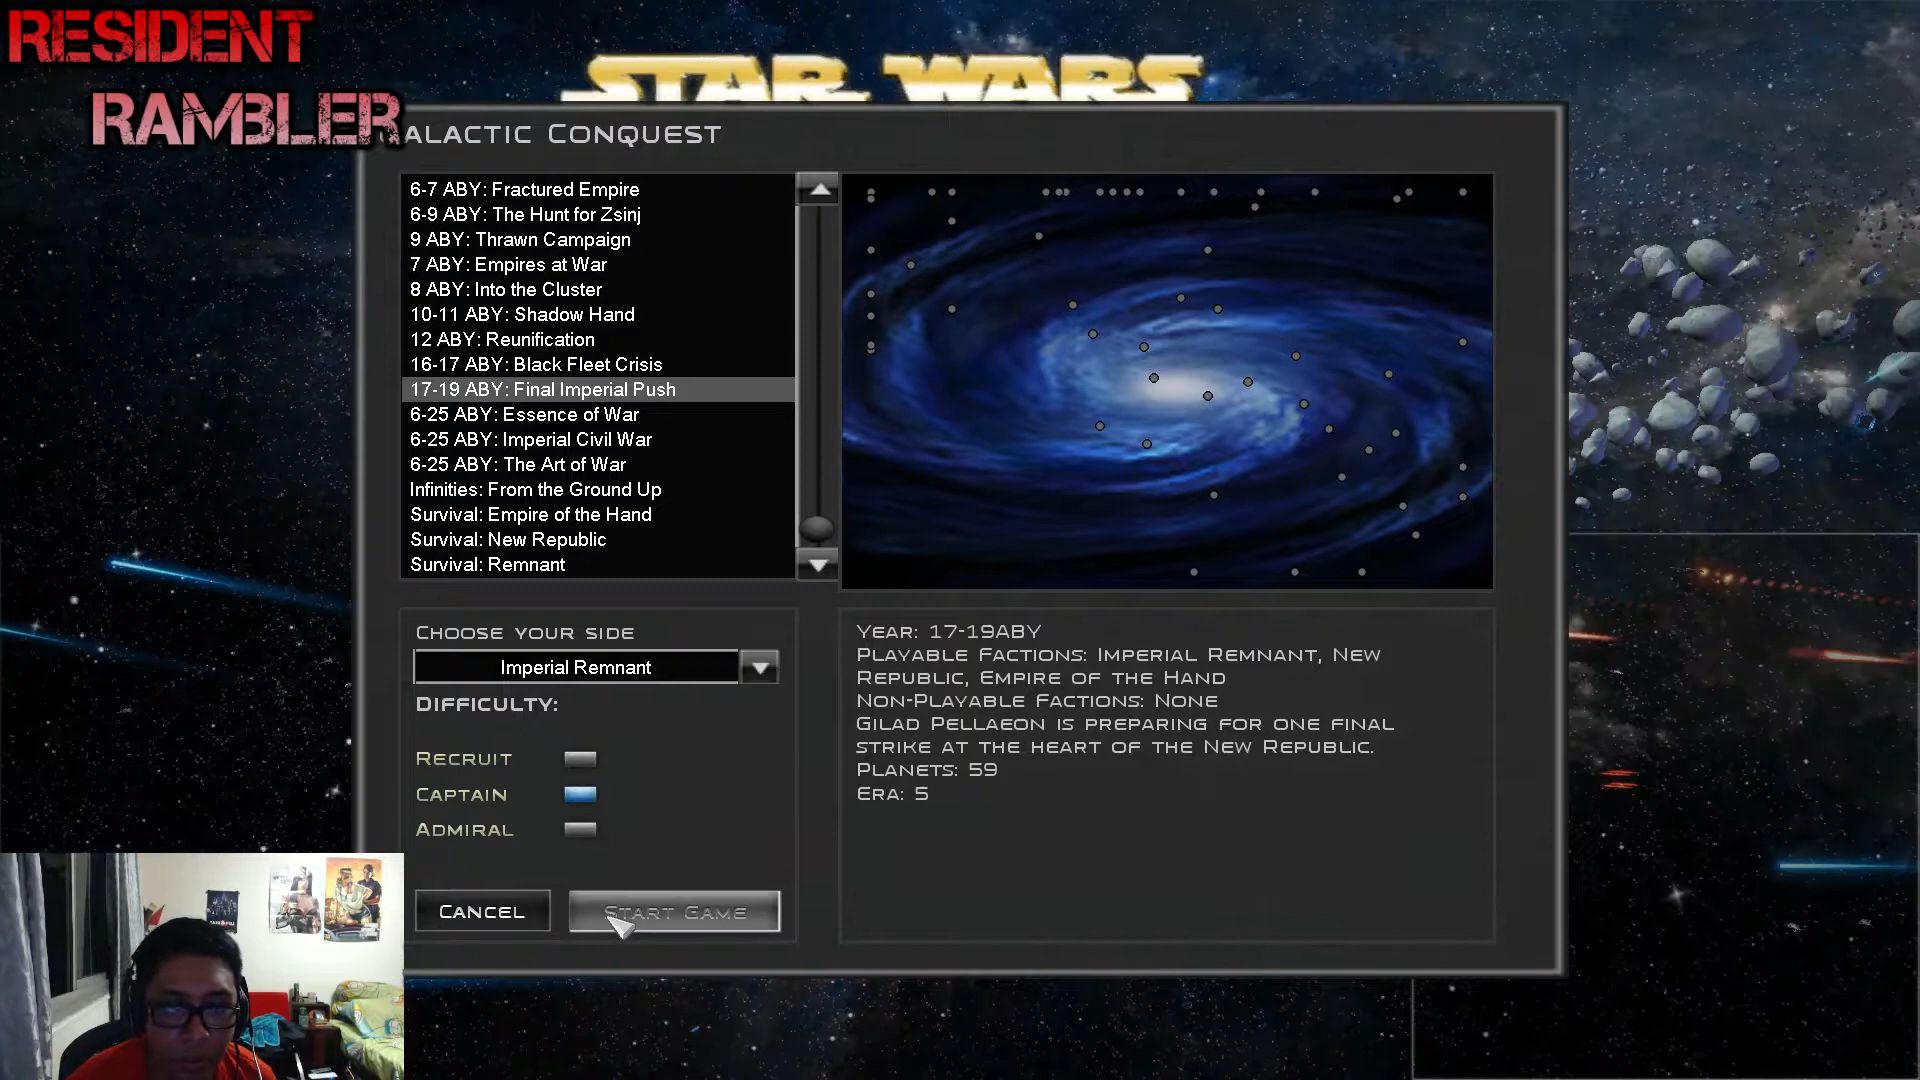 RESIDENT
RAMBLER
STAR WARS
ALACTIC CONQUEST
6-7 ABY: Fractured Empire
6-9 ABY: The Hunt for Zsinj
9 ABY: Thrawn Campaign
7 ABY: Empires at War
8 ABY: Into the Cluster
10-11 ABY: Shadow Hand
12 ABY: Reunification
16-17 ABY: Black Fleet Crisis
17-19 ABY: Final Imperial Push
6-25 ABY: Essence of War
6-25 ABY: Imperial Civil War
6-25 ABY: The Art of War
Infinities: From the Ground Up
Survival: Empire of the Hand
Survival: New Republic
Survival: Remnant
CHOOSE YOUR SIDE
Imperial Remnant
DIFFICULTY:
RECRUIT
CAPTAIN
ADMIRAL
CANCEL
START GAME
YEAR: 17-19ABY
PLAYABLE FACTIONS: IMPERIAL REMNANT, NEW
REPUBLIC, EMPIRE OF THE HAND
NON-PLAYABLE FACTIONS: NONE
GILAD PELLAEON IS PREPARING FOR ONE FINAL
STRIKE AT THE HEART OF THE NEW REPUBLIC.
PLANETS: 59
ERA: 5